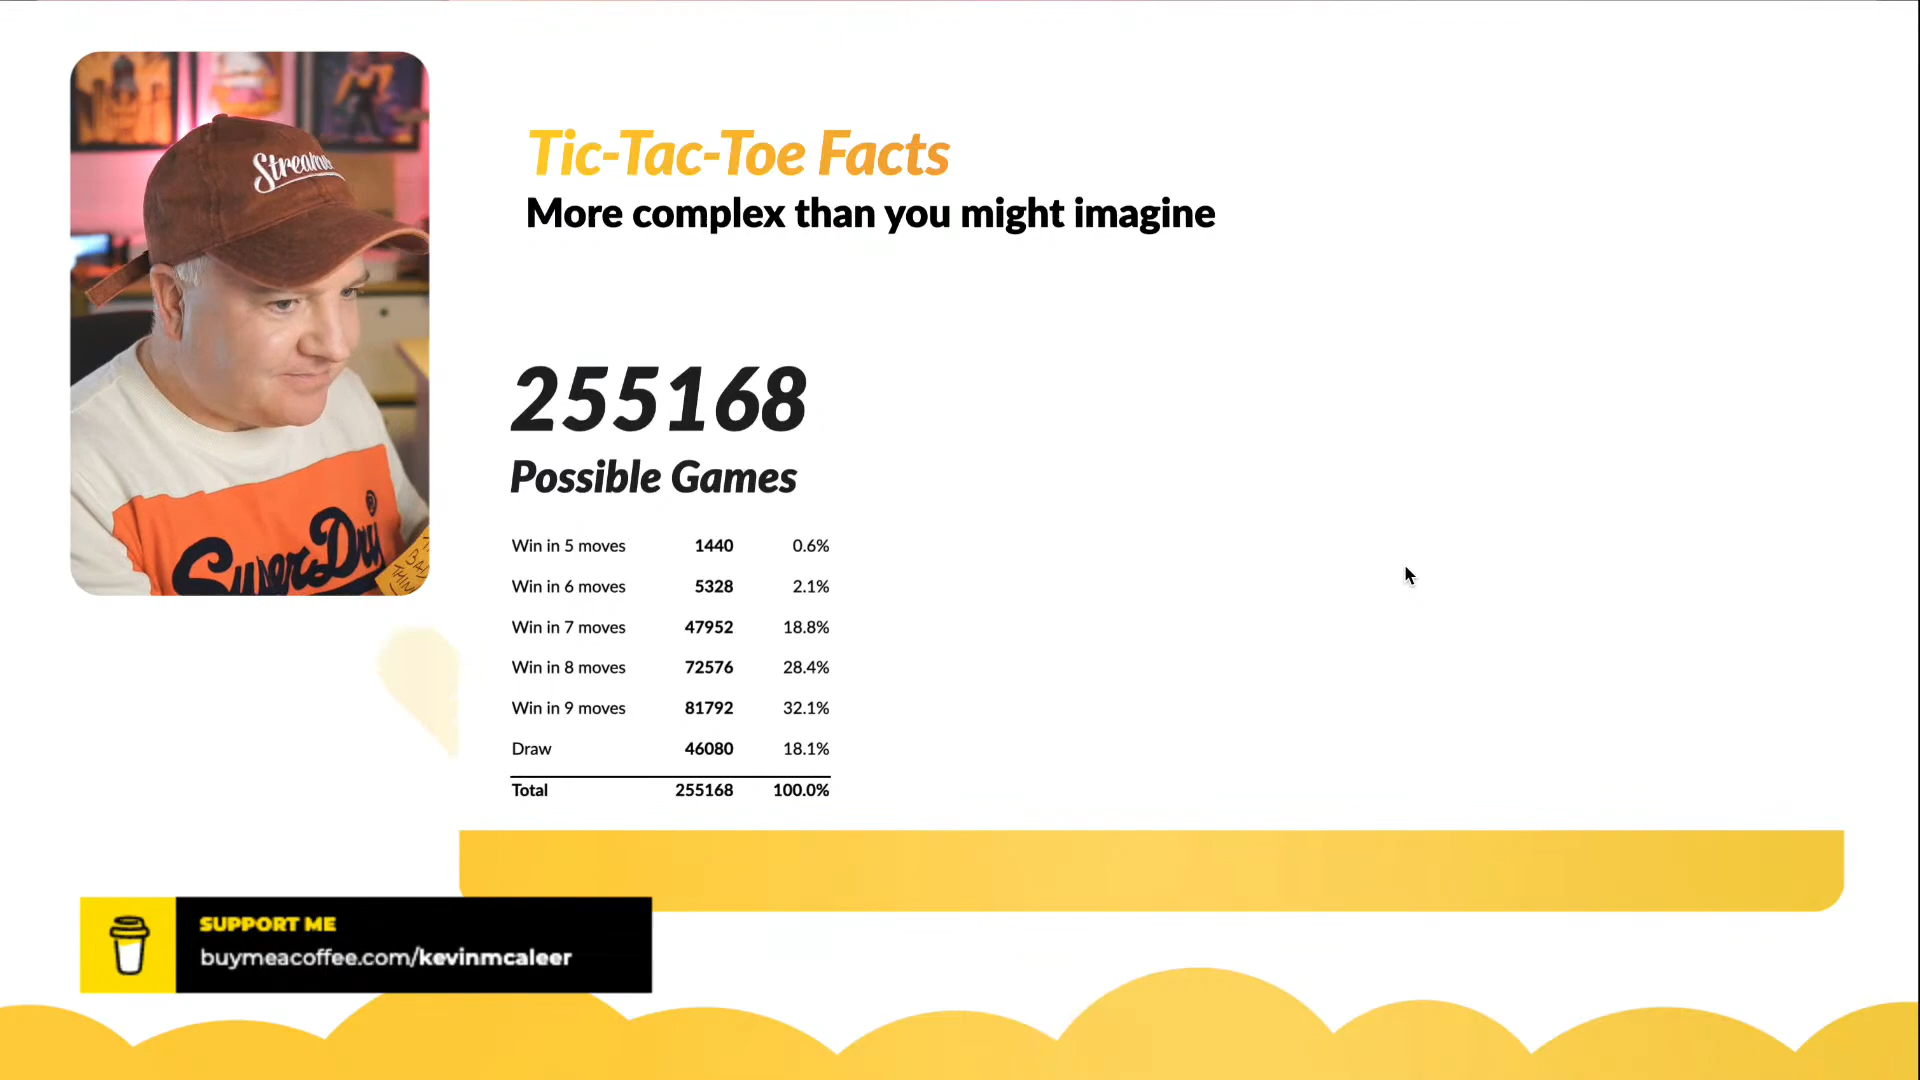 Tic-Tac-Toe Facts
More complex than you might imagine
255168
Possible Games
Win in 5 moves 1440 0.6%
Win in 6 moves 5328 2.1%
Win in 7 moves 47952 18.8%
Win in 8 moves 72576 28.4%
Win in 9 moves 81792 32.1%
Draw 46080 18.1%
Total 255168 100.0%
SuperDry
SUPPORT ME
buymeacoffee.com/kevinmcaleer